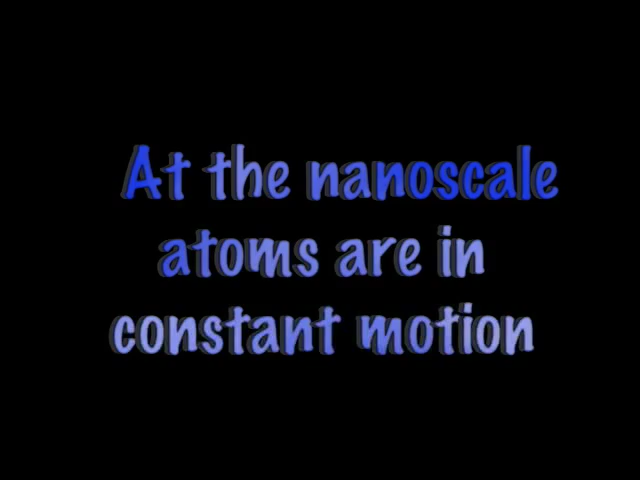 At the nanoscale
atoms are in
constant motion